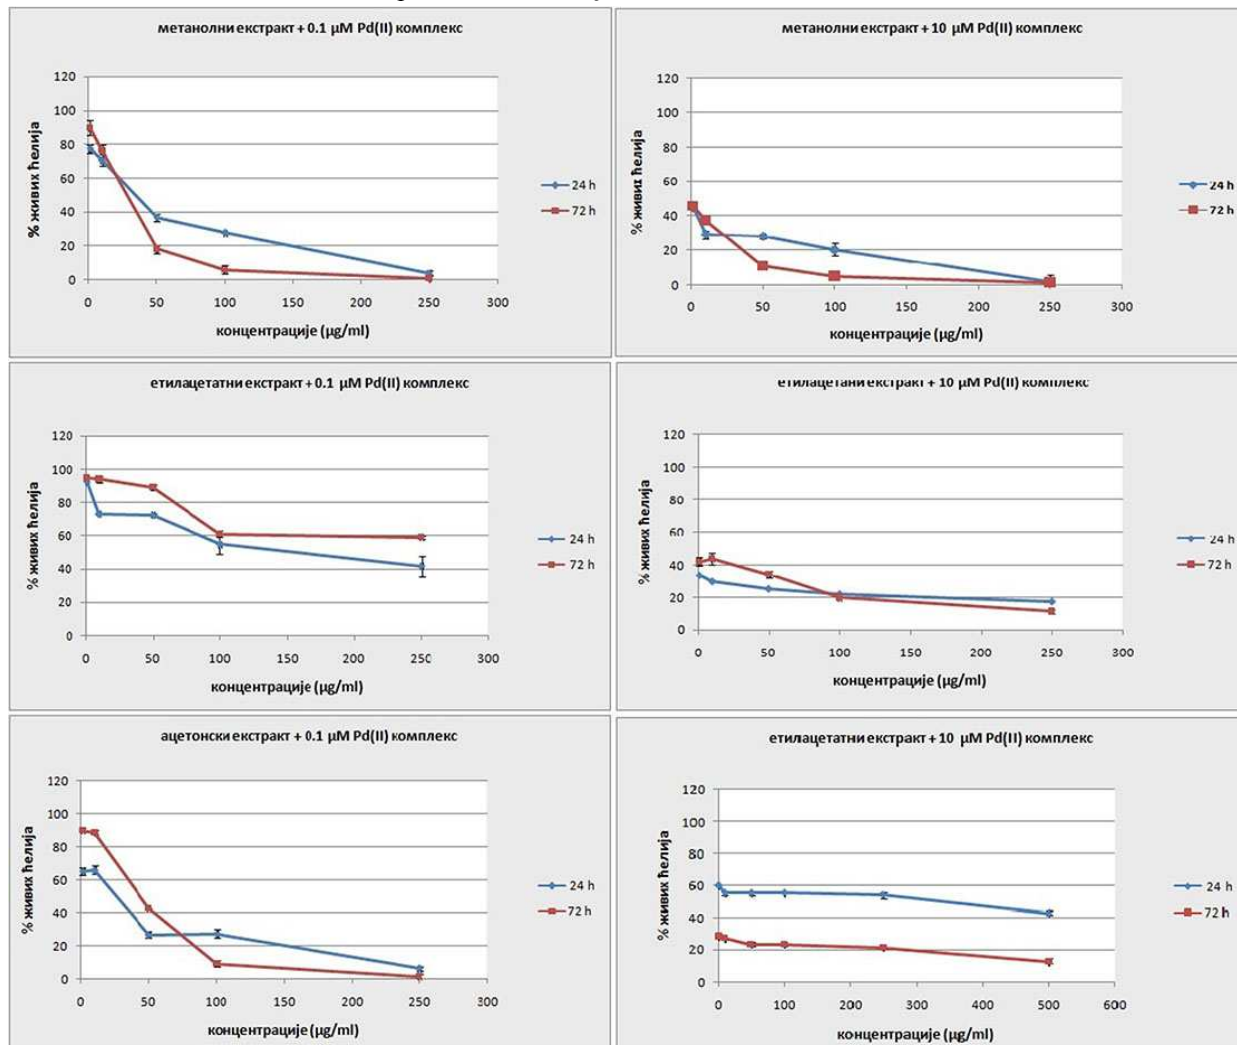 метанолни екстракт + 0.1 µM Pd(II) комплекс
% живих ћелија
120
100
80
60
40
20
0
0 50 100 150 200 250 300
концентрације (µg/ml)
24 h
72 h
метанолни екстракт + 10 µM Pd(II) комплекс
% живих ћелија
120
100
80
60
40
20
0
0 50 100 150 200 250 300
концентрације (µg/ml)
24 h
72 h
етилацетатни екстракт + 0.1 µM Pd(II) комплекс
% живих ћелија
120
100
80
60
40
20
0
0 50 100 150 200 250 300
концентрације (µg/ml)
24 h
72 h
етилацетани екстракт + 10 µM Pd(II) комплекс
% живих ћелија
120
100
80
60
40
20
0
0 50 100 150 200 250 300
концентрације (µg/ml)
24 h
72 h
ацетонски екстракт + 0.1 µM Pd(II) комплекс
% живих ћелија
120
100
80
60
40
20
0
0 50 100 150 200 250 300
концентрације (µg/ml)
24 h
72 h
етилацетатни екстракт + 10 µM Pd(II) комплекс
% живих ћелија
120
100
80
60
40
20
0
0 100 200 300 400 500 600
концентрације (µg/ml)
24 h
72 h